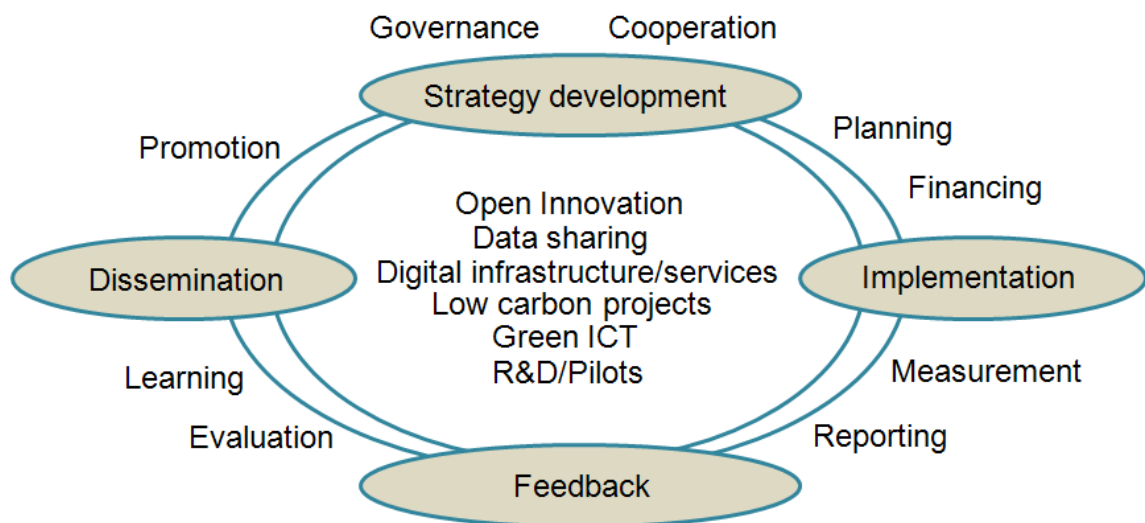 Governance Cooperation
Strategy development
Promotion
Planning
Financing
Open Innovation
Data sharing
Digital infrastructure/services
Low carbon projects
Green ICT
R&D/Pilots
Dissemination
Implementation
Learning
Evaluation
Measurement
Reporting
Feedback